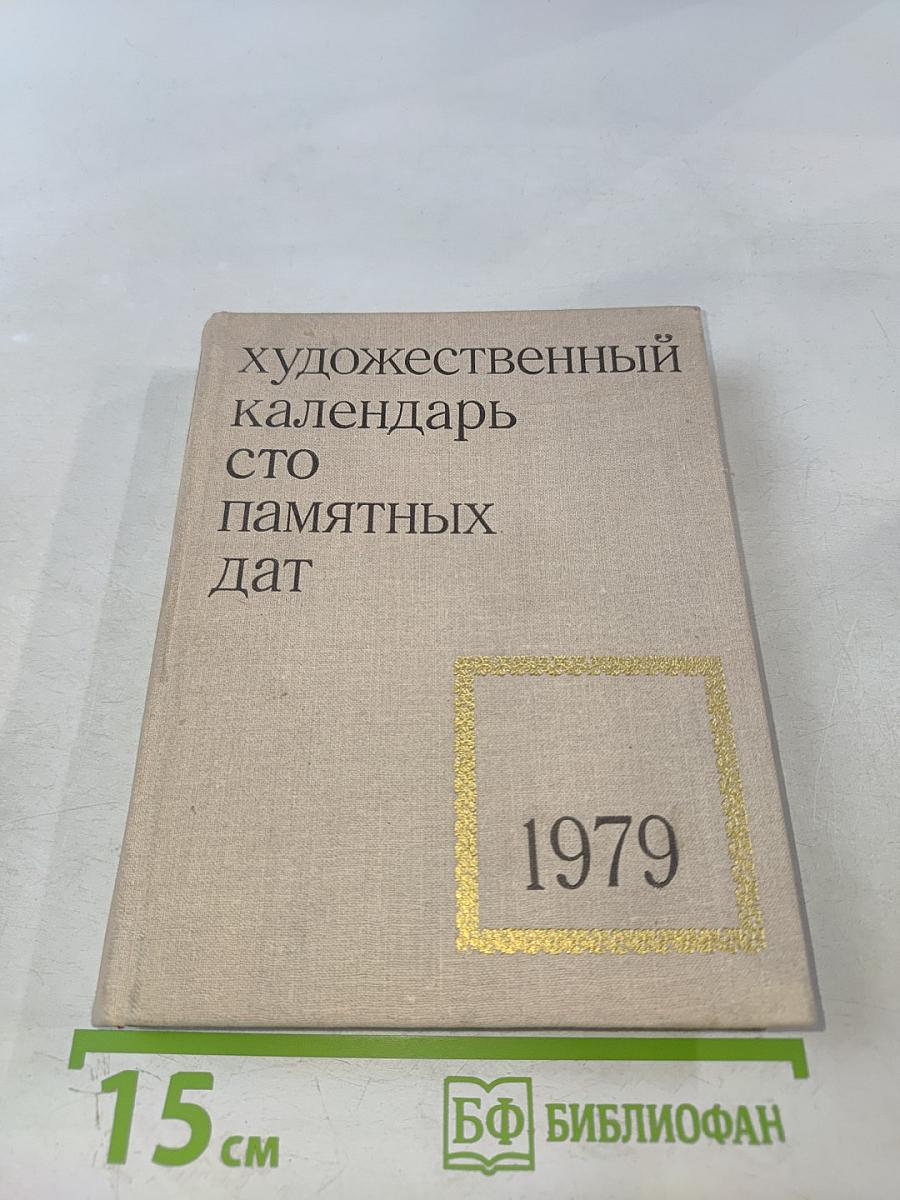 художественный
календарь
сто
памятных
дат
1979
15 см
БФ БИБЛИОФАН